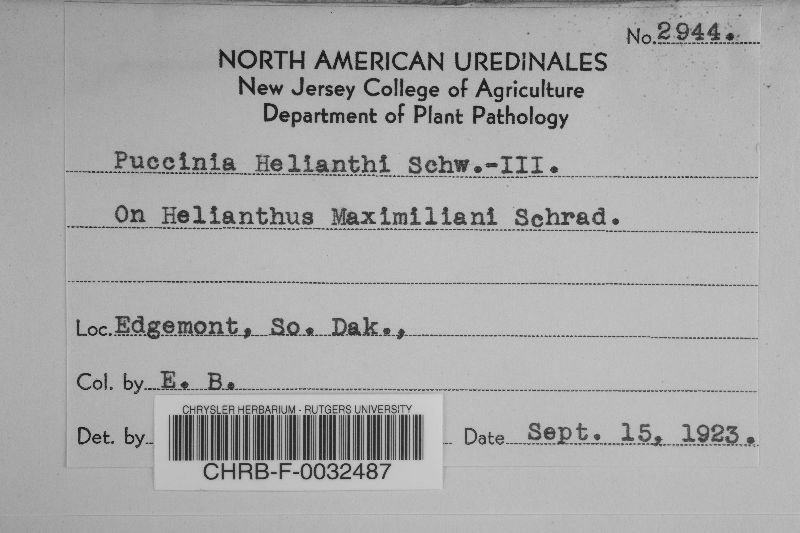 No. 2944.
NORTH AMERICAN UREDINALES
New Jersey College of Agriculture
Department of Plant Pathology
Puccinia Helianthi Schw.-III.
On Helianthus Maximiliani Schrad.
Loc. Edgemont, So. Dak.,
Col. by E. B.
Det. by Date Sept. 15, 1923.
CHRYSLER HERBARIUM - RUTGERS UNIVERSITY
CHRB-F-0032487